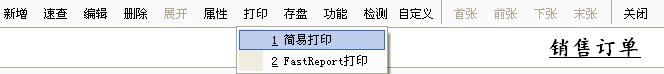 新增 速查 编辑 删除 展开 属性 打印 存盘 功能 检测 自定义 首张 前张 下张 末张 关闭
1 简易打印
销售订单
2 FastReport打印